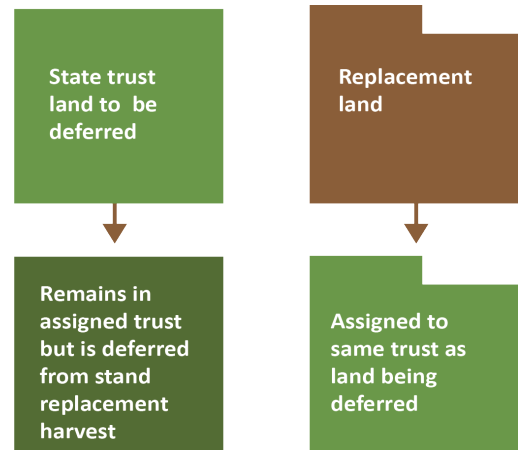 State trust
land to be
deferred
Replacement
land
Remains in
assigned trust
but is deferred
from stand
replacement
harvest
Assigned to
same trust as
land being
deferred